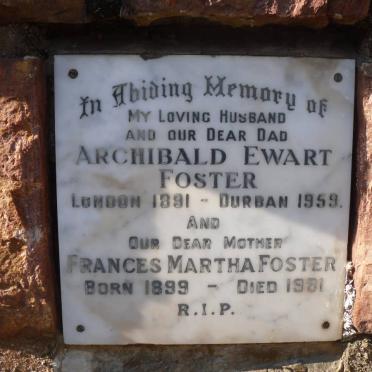 In Abiding Memory of
MY LOVING HUSBAND
AND OUR DEAR DAD
ARCHIBALD EWART
FOSTER
LONDON 1891 - DURBAN 1959.
AND
OUR DEAR MOTHER
FRANCES MARTHA FOSTER
BORN 1899 - DIED 1981
R.I.P.